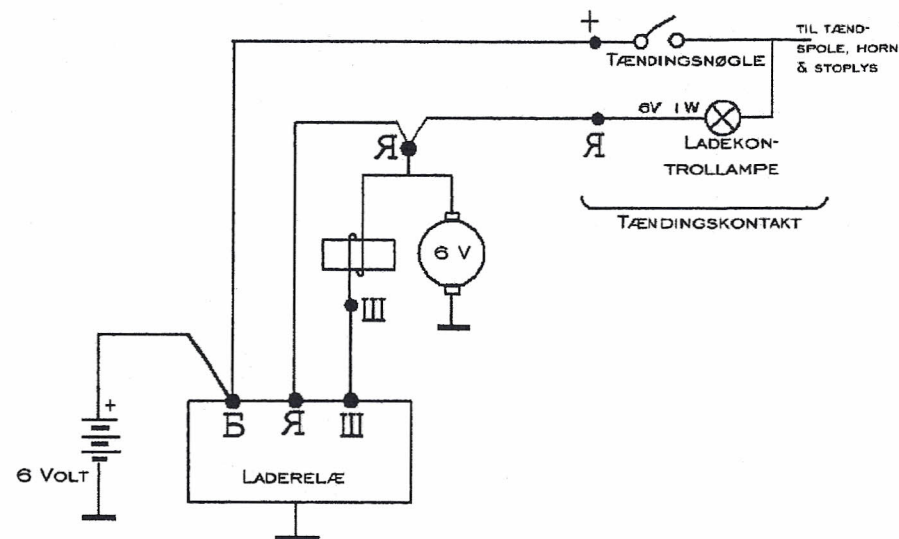 +
TIL TÆND-
SPOLE, HORN
& STOPLYS
TÆNDINGSNØGLE
6V 1W
Я
Я
LADEKON-
TROLLAMPE
TÆNDINGSKONTAKT
6 V
Ш
+
Б Я Ш
6 VOLT
LADERELÆ